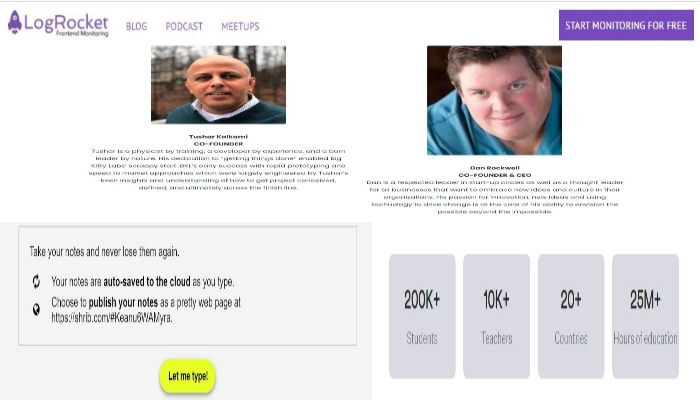 LogRocket
Frontend Monitoring
BLOG PODCAST MEETUPS
START MONITORING FOR FREE
Tushar Kalkarni
CO-FOUNDER
Tushar is a physicist by training, a developer by experience, and a born
leader by nature. His dedication to "getting things done" enabled Big
Kitty Labs' scrappy start. BKL's early success with rapid prototyping and
speed to market approaches which were largely engineered by Tushar's
keen insights and understanding of how to get project conceived,
defined, and ultimately across the finish line.
Dan Rockwell
CO-FOUNDER & CEO
Dan is a respected leader in start-up circles as well as a thought leader
for all businesses that want to embrace new ideas and culture in their
organizations. His passion for innovation, new ideas and using
technology to drive change is at the core of his ability to envision the
possible beyond the impossible.
Take your notes and never lose them again.
Your notes are auto-saved to the cloud as you type.
Choose to publish your notes as a pretty web page at
https://shrib.com/#Keanu6WAMyra.
Let me type!
200K+ 10K+ 20+ 25M+
Students Teachers Countries Hours of education